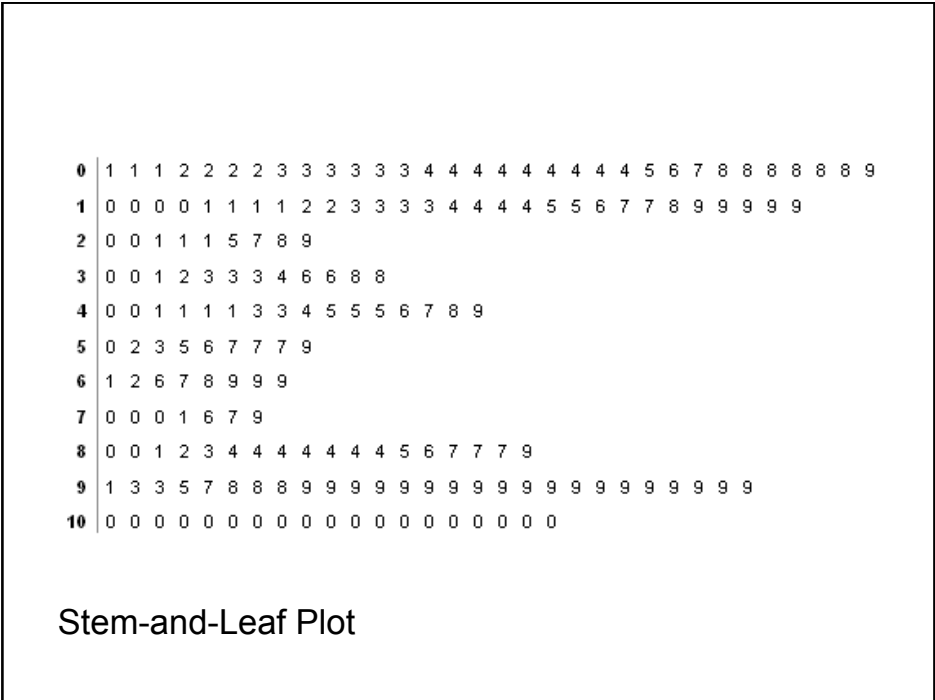 0 1 1 1 2 2 2 2 3 3 3 3 3 3 4 4 4 4 4 4 4 4 4 5 6 7 8 8 8 8 8 8 9
1 0 0 0 0 1 1 1 1 2 2 3 3 3 3 4 4 4 4 5 5 6 7 7 8 9 9 9 9 9
2 0 0 1 1 1 5 7 8 9
3 0 0 1 2 3 3 3 4 6 6 8 8
4 0 0 1 1 1 1 3 3 4 5 5 5 6 7 8 9
5 0 2 3 5 6 7 7 7 9
6 1 2 6 7 8 9 9 9
7 0 0 0 1 6 7 9
8 0 0 1 2 3 4 4 4 4 4 4 4 5 6 7 7 7 9
9 1 3 3 5 7 8 8 8 9 9 9 9 9 9 9 9 9 9 9 9 9 9 9 9 9 9 9
10 0 0 0 0 0 0 0 0 0 0 0 0 0 0 0 0 0 0 0
Stem-and-Leaf Plot